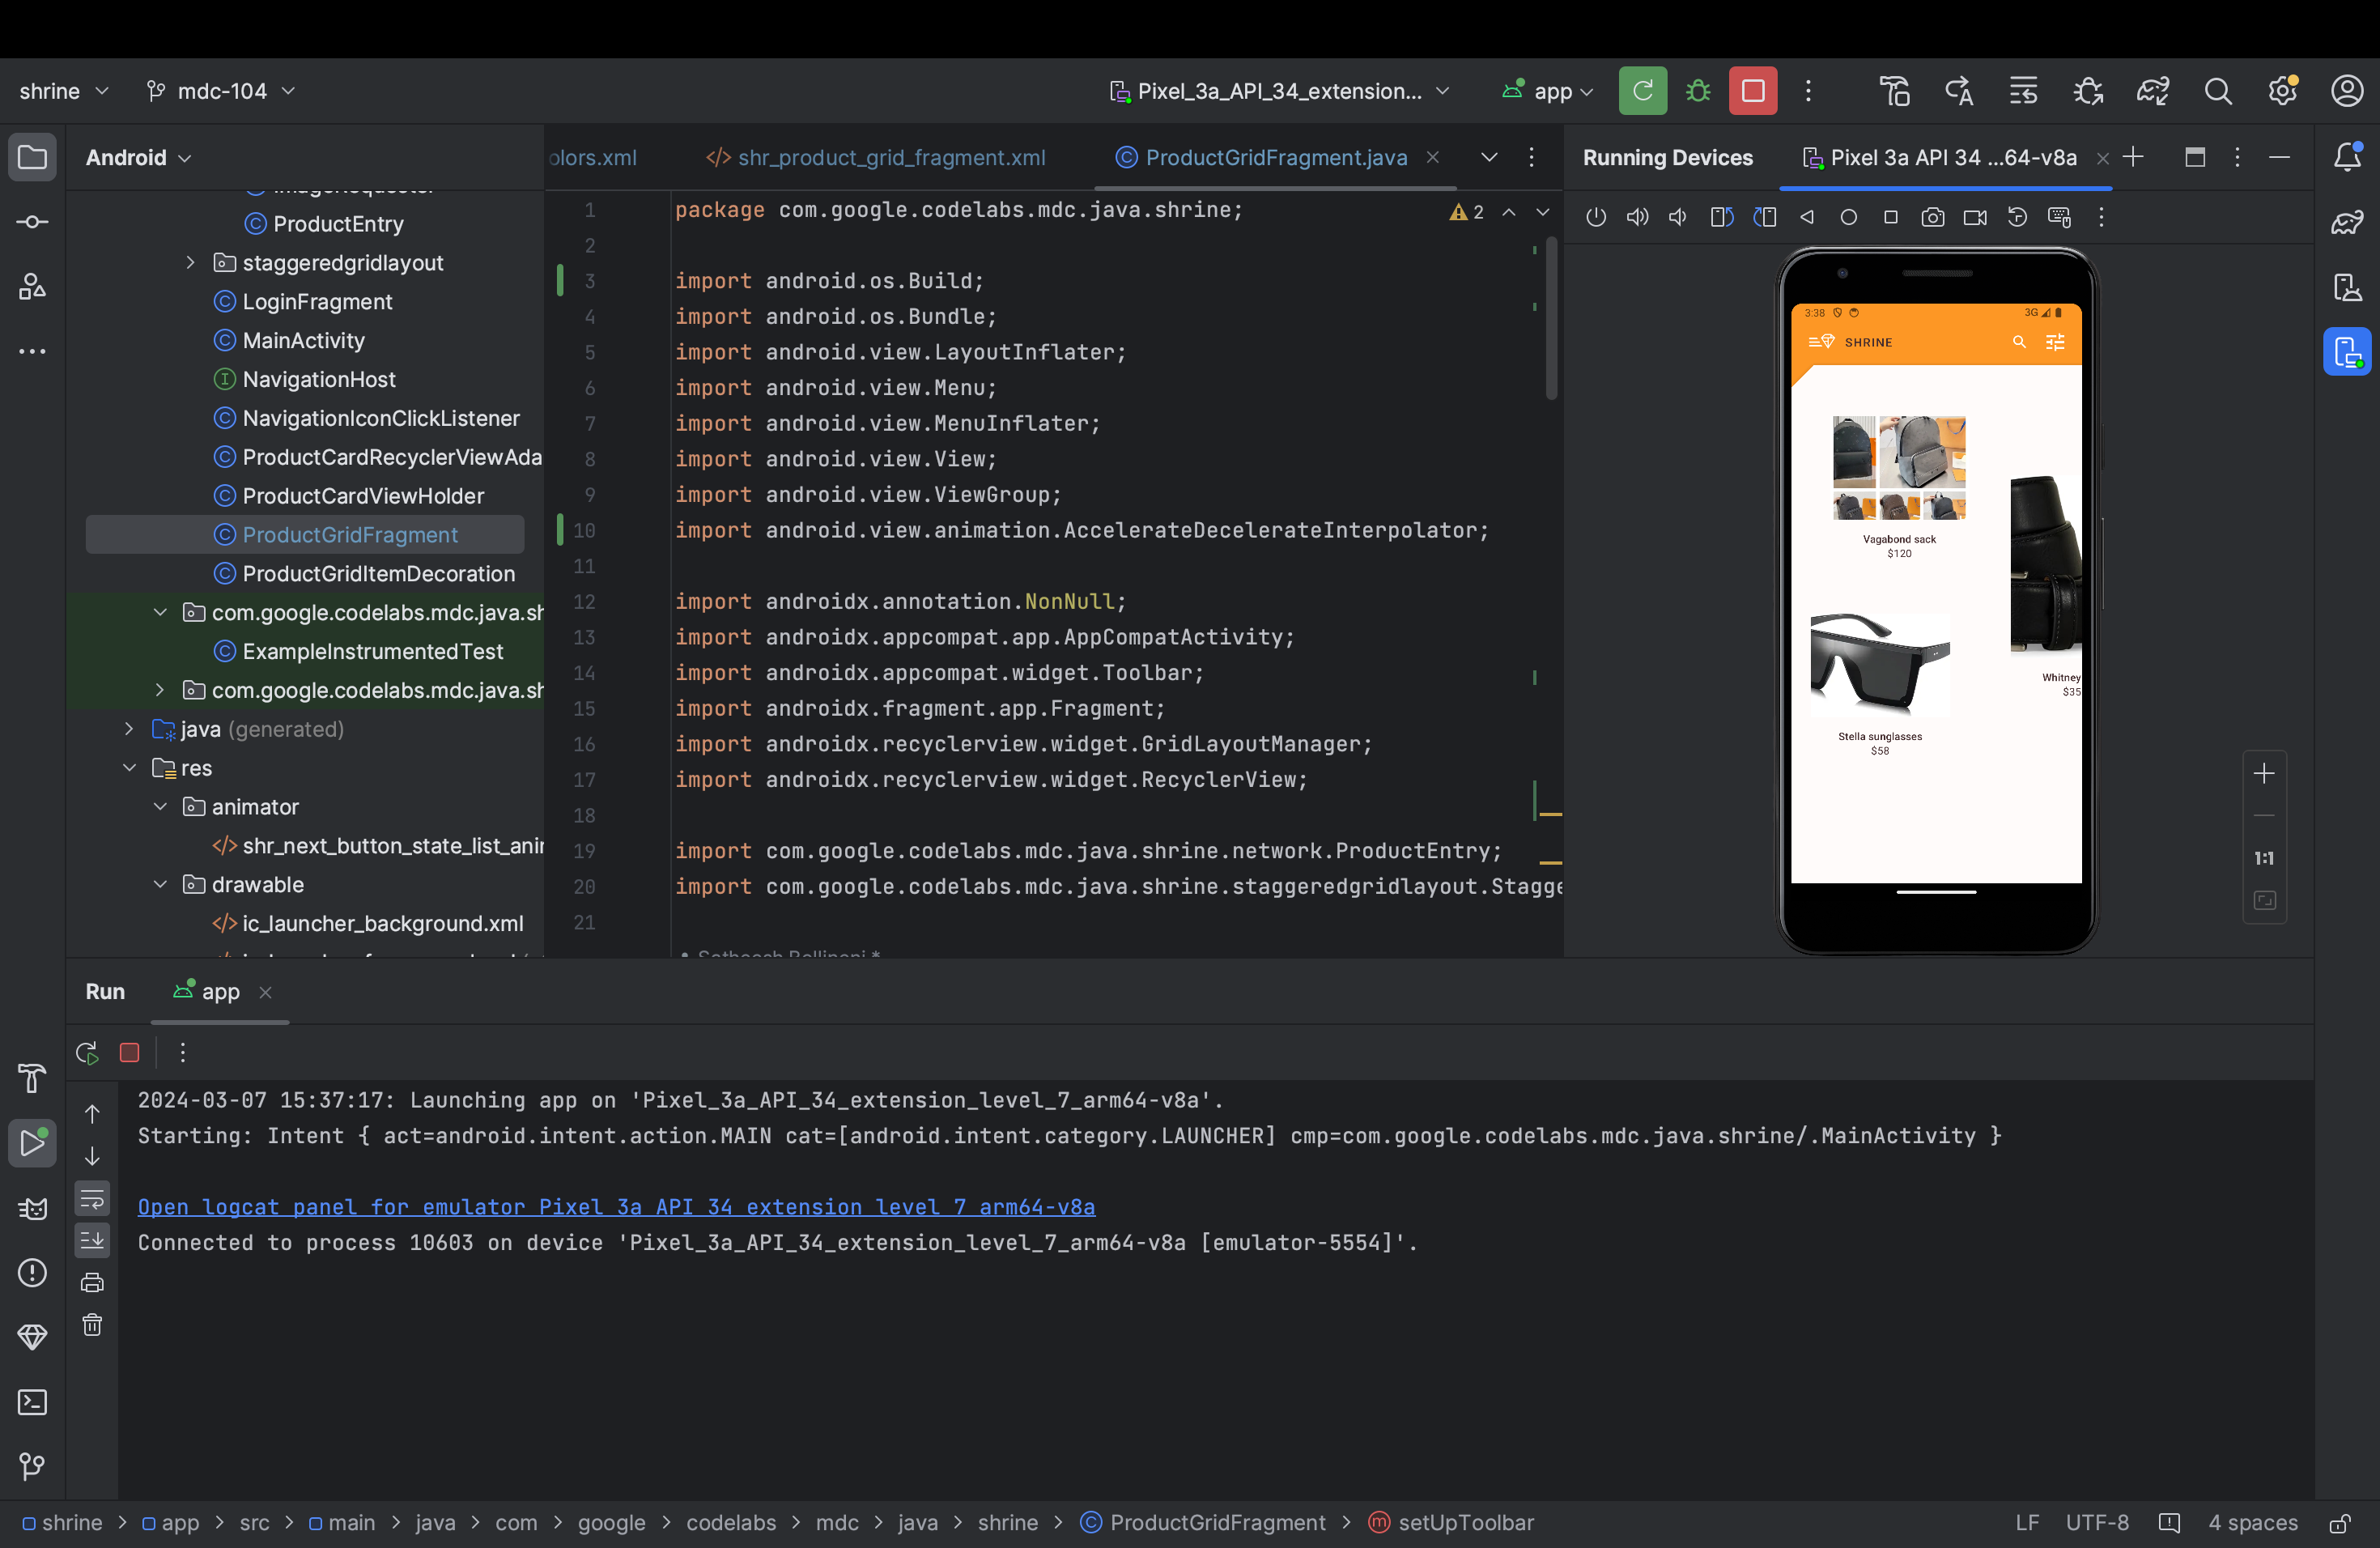 shrine
mdc-104
Pixel_3a_API_34_extension...
app
Android
olors.xml
shr_product_grid_fragment.xml
ProductGridFragment.java
Running Devices
Pixel 3a API 34 ...64-v8a
ProductEntry
staggeredgridlayout
LoginFragment
MainActivity
NavigationHost
NavigationIconClickListener
ProductCardRecyclerViewAda
ProductCardViewHolder
ProductGridFragment
ProductGridItemDecoration
com.google.codelabs.mdc.java.sh
ExampleInstrumentedTest
com.google.codelabs.mdc.java.sh
java (generated)
res
animator
shr_next_button_state_list_anin
drawable
ic_launcher_background.xml
1 package com.google.codelabs.mdc.java.shrine;
2
2
3 import android.os.Build;
4 import android.os.Bundle;
5 import android.view.LayoutInflater;
6 import android.view.Menu;
7 import android.view.MenuInflater;
8 import android.view.View;
9 import android.view.ViewGroup;
10 import android.view.animation.AccelerateDecelerateInterpolator;
11
12 import androidx.annotation.NonNull;
13 import androidx.appcompat.app.AppCompatActivity;
14 import androidx.appcompat.widget.Toolbar;
15 import androidx.fragment.app.Fragment;
16 import androidx.recyclerview.widget.GridLayoutManager;
17 import androidx.recyclerview.widget.RecyclerView;
18
19 import com.google.codelabs.mdc.java.shrine.network.ProductEntry;
20 import com.google.codelabs.mdc.java.shrine.staggeredgridlayout.Stagge
21
3:38
3G
SHRINE
Vagabond sack
$120
Whitney
$35
Stella sunglasses
$58
1:1
Run
app
2024-03-07 15:37:17: Launching app on 'Pixel_3a_API_34_extension_level_7_arm64-v8a'.
Starting: Intent { act=android.intent.action.MAIN cat=[android.intent.category.LAUNCHER] cmp=com.google.codelabs.mdc.java.shrine/.MainActivity }
Open logcat panel for emulator Pixel 3a API 34 extension level 7 arm64-v8a
Connected to process 10603 on device 'Pixel_3a_API_34_extension_level_7_arm64-v8a [emulator-5554]'.
shrine > app > src > main > java > com > google > codelabs > mdc > java > shrine > ProductGridFragment > setUpToolbar
LF
UTF-8
4 spaces